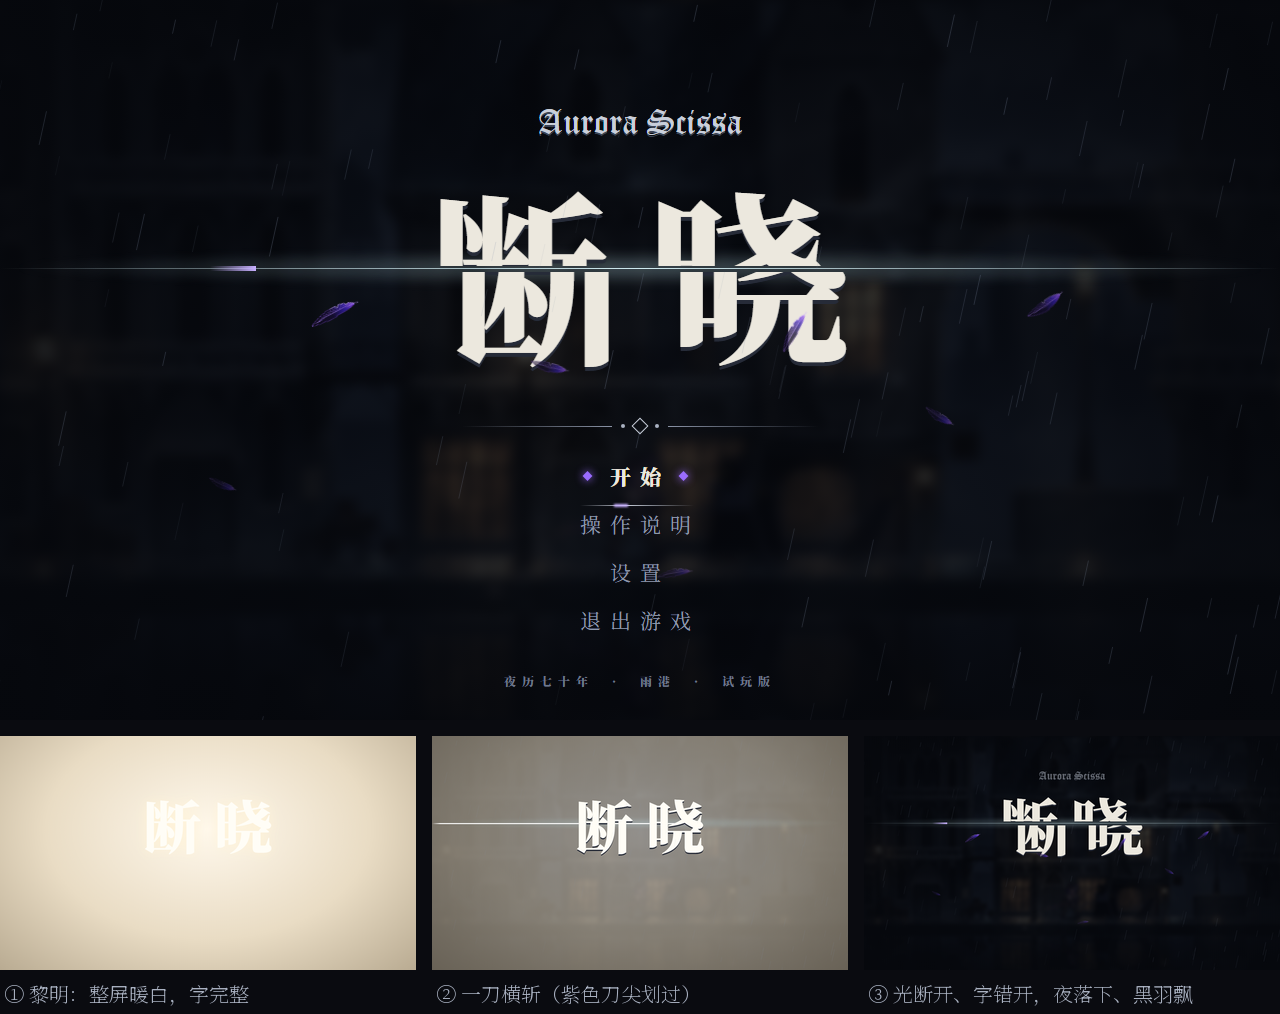 Aurora Scissa
断晓
开始
操作说明
设置
退出游戏
夜历七十年 · 雨港 · 试玩版
断晓
断晓
Aurora Scissa
断晓
① 黎明：整屏暖白，字完整
② 一刀横斩（紫色刀尖划过）
③ 光断开、字错开，夜落下、黑羽飘